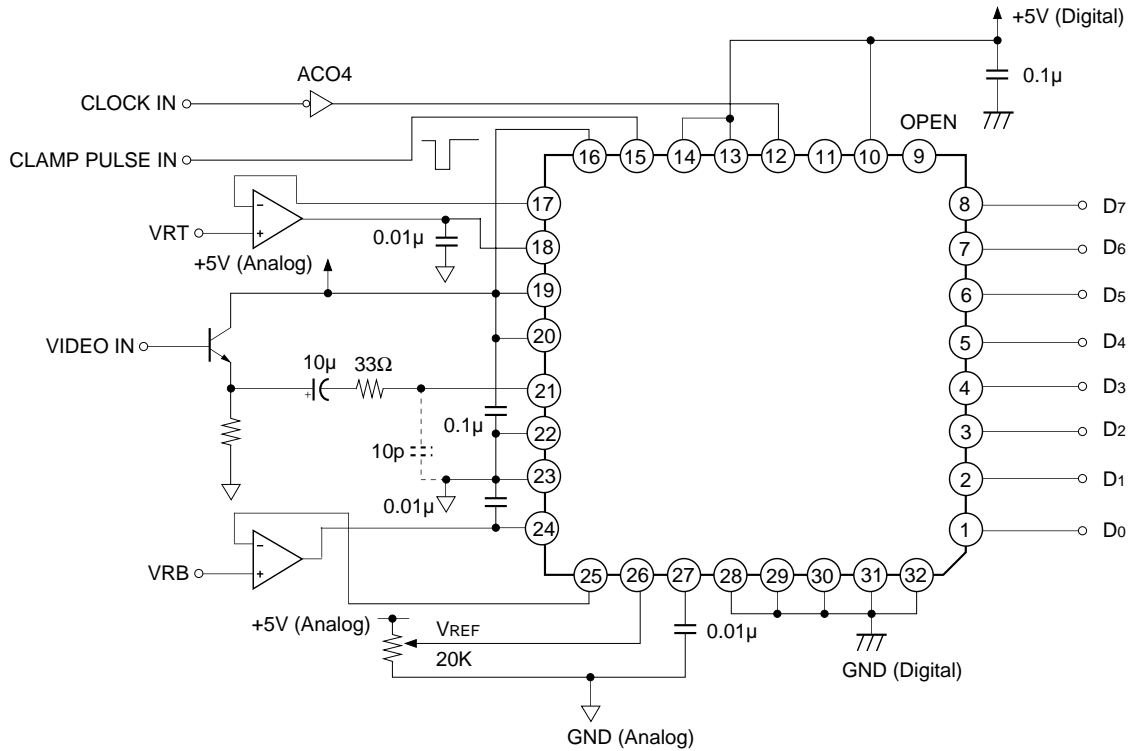 +5V (Digital)
ACO4
0.1μ
CLOCK IN
OPEN
CLAMP PULSE IN
16 15 14 13 12 11 10 9
17
8 D7
VRT
0.01μ
18
7 D6
+5V (Analog)
19
6 D5
20
5 D4
VIDEO IN
10μ 33Ω
+
21
4 D3
0.1μ
22
3 D2
10p
23
2 D1
0.01μ
24
1 D0
VRB
25 26 27 28 29 30 31 32
+5V (Analog)
VREF
20K
0.01μ
GND (Digital)
GND (Analog)